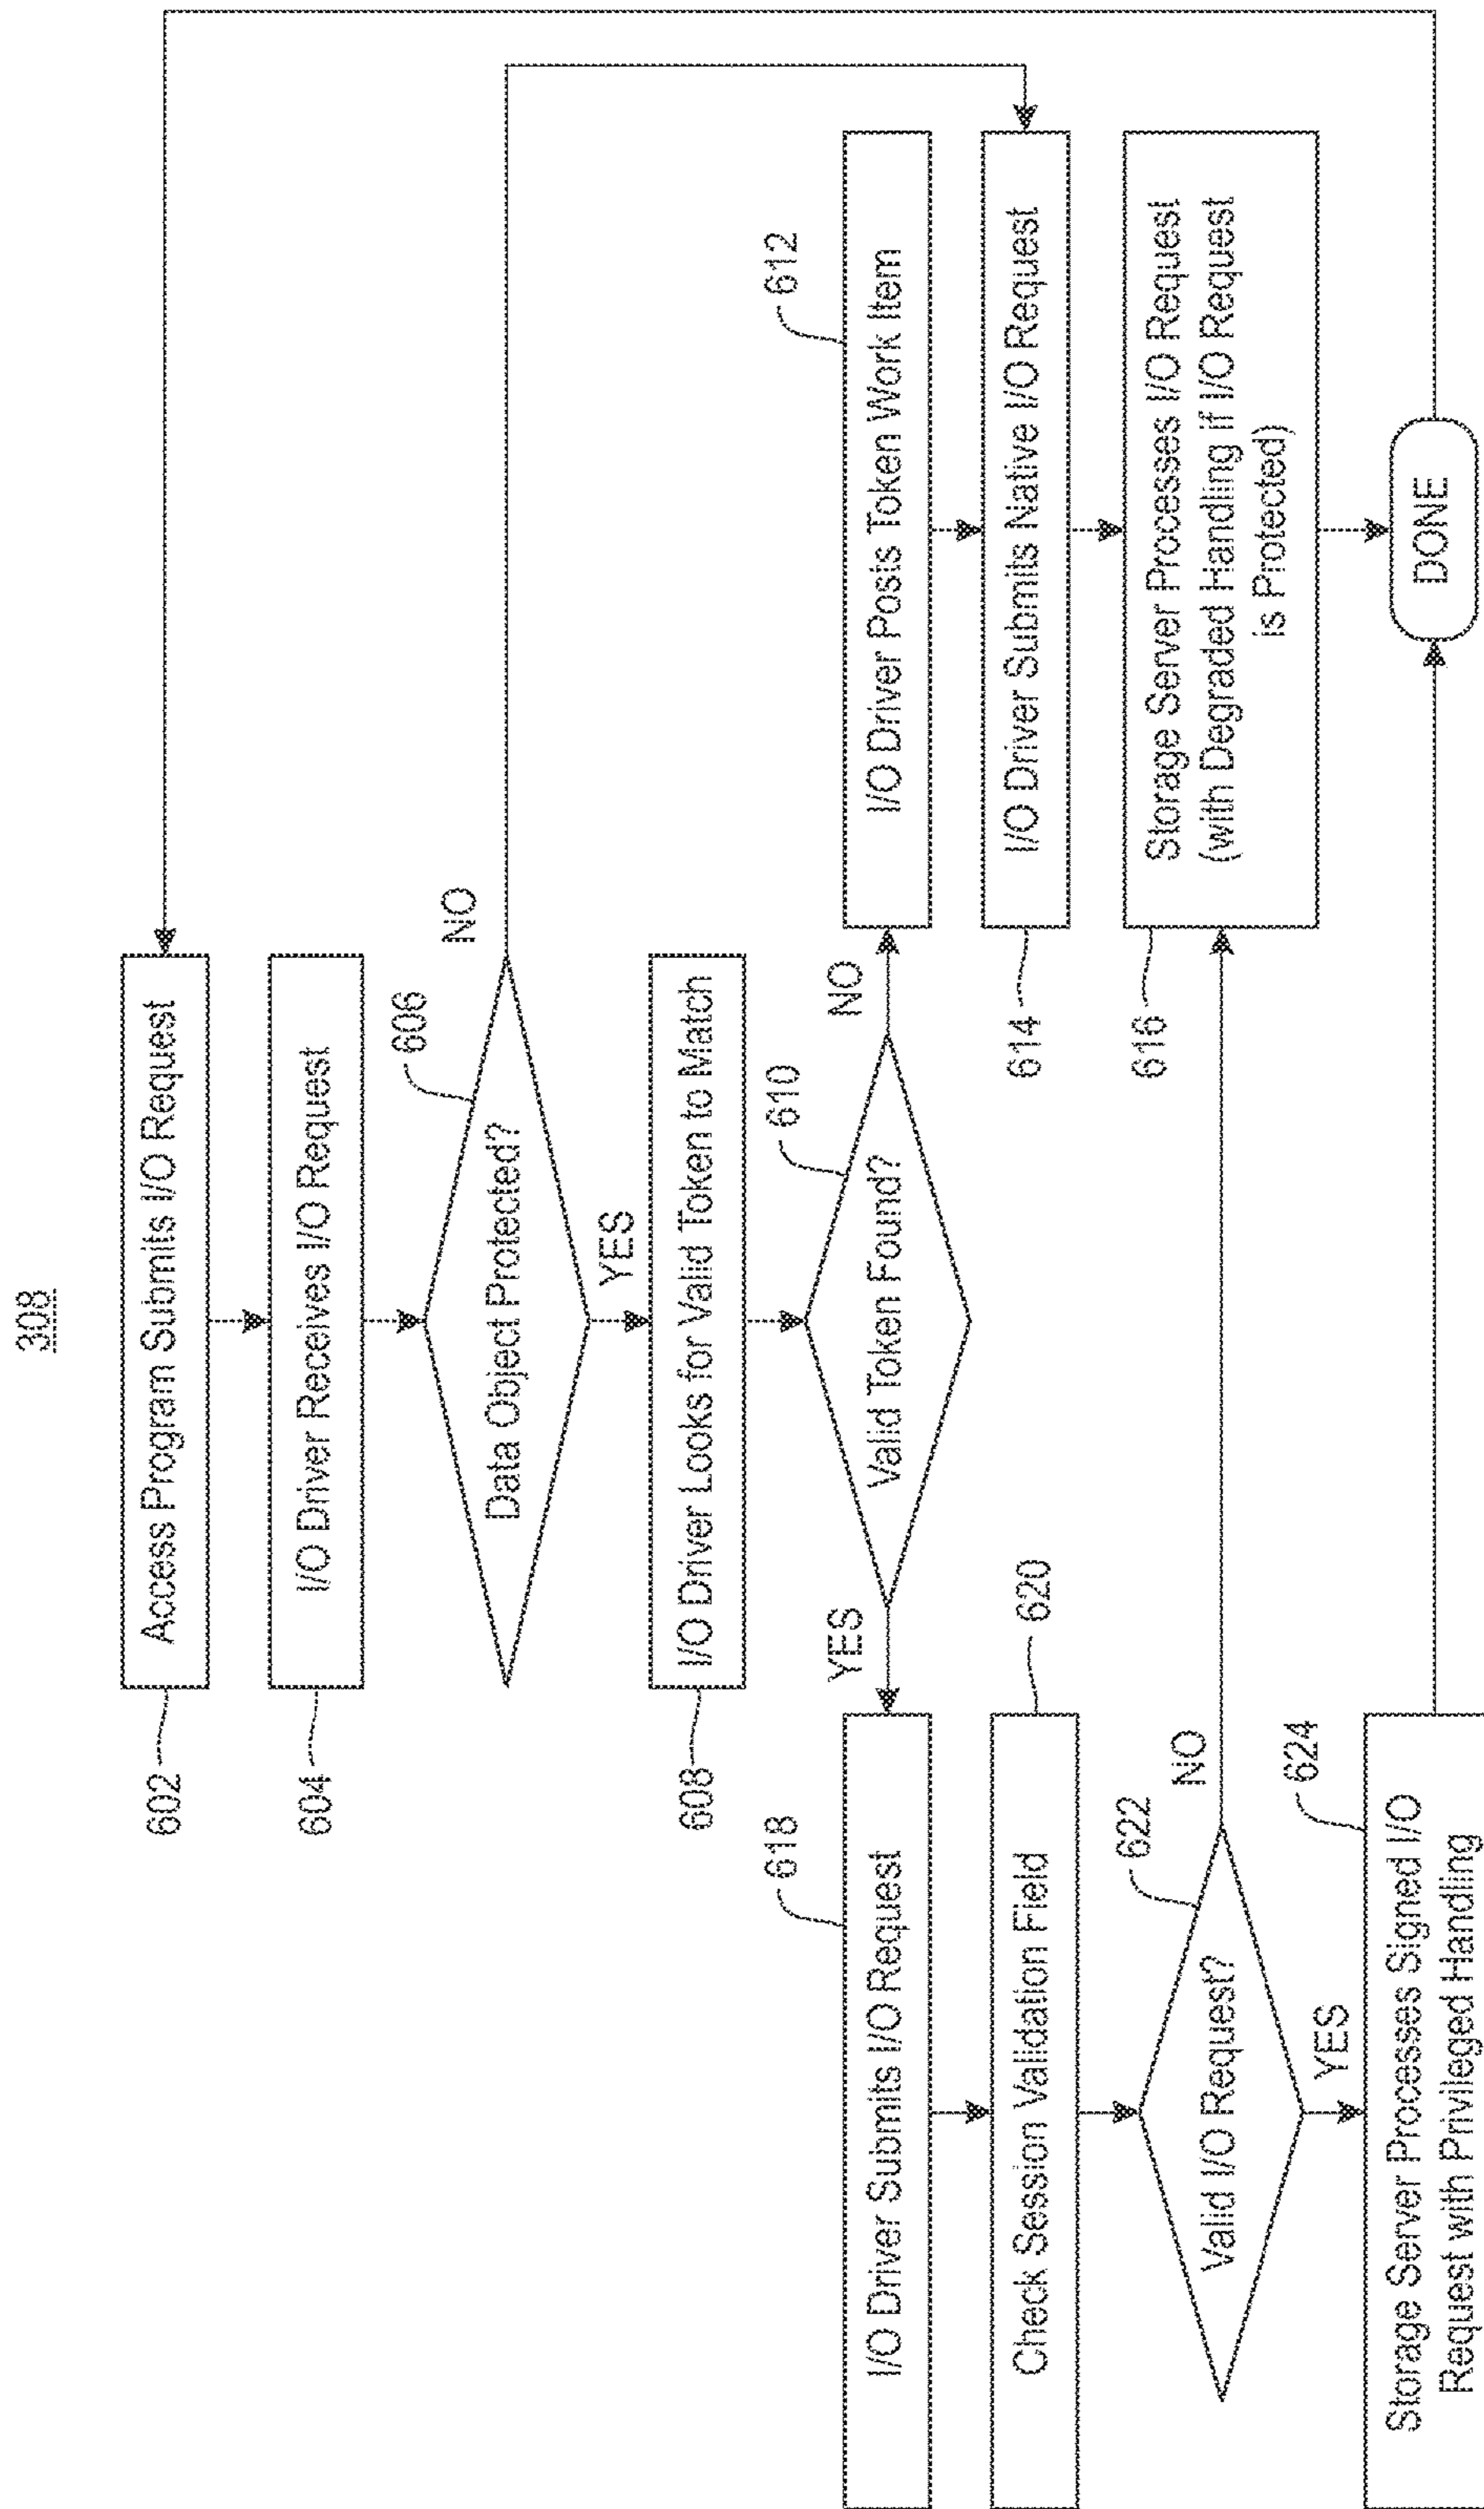 308
Access Program Submits I/O Request
602
I/O Driver Receives I/O Request
604
Data Object Protected?
606
NO
YES
I/O Driver Looks for Valid Token to Match
608
Valid Token Found?
610
NO
YES
I/O Driver Posts Token Work Item
612
I/O Driver Submits Native I/O Request
614
Storage Server Processes I/O Request
(with Degraded Handling if I/O Request
is Protected)
616
I/O Driver Submits I/O Request
618
Check Session Validation Field
620
Valid I/O Request?
622
NO
YES
Storage Server Processes Signed I/O
Request with Privileged Handling
624
DONE